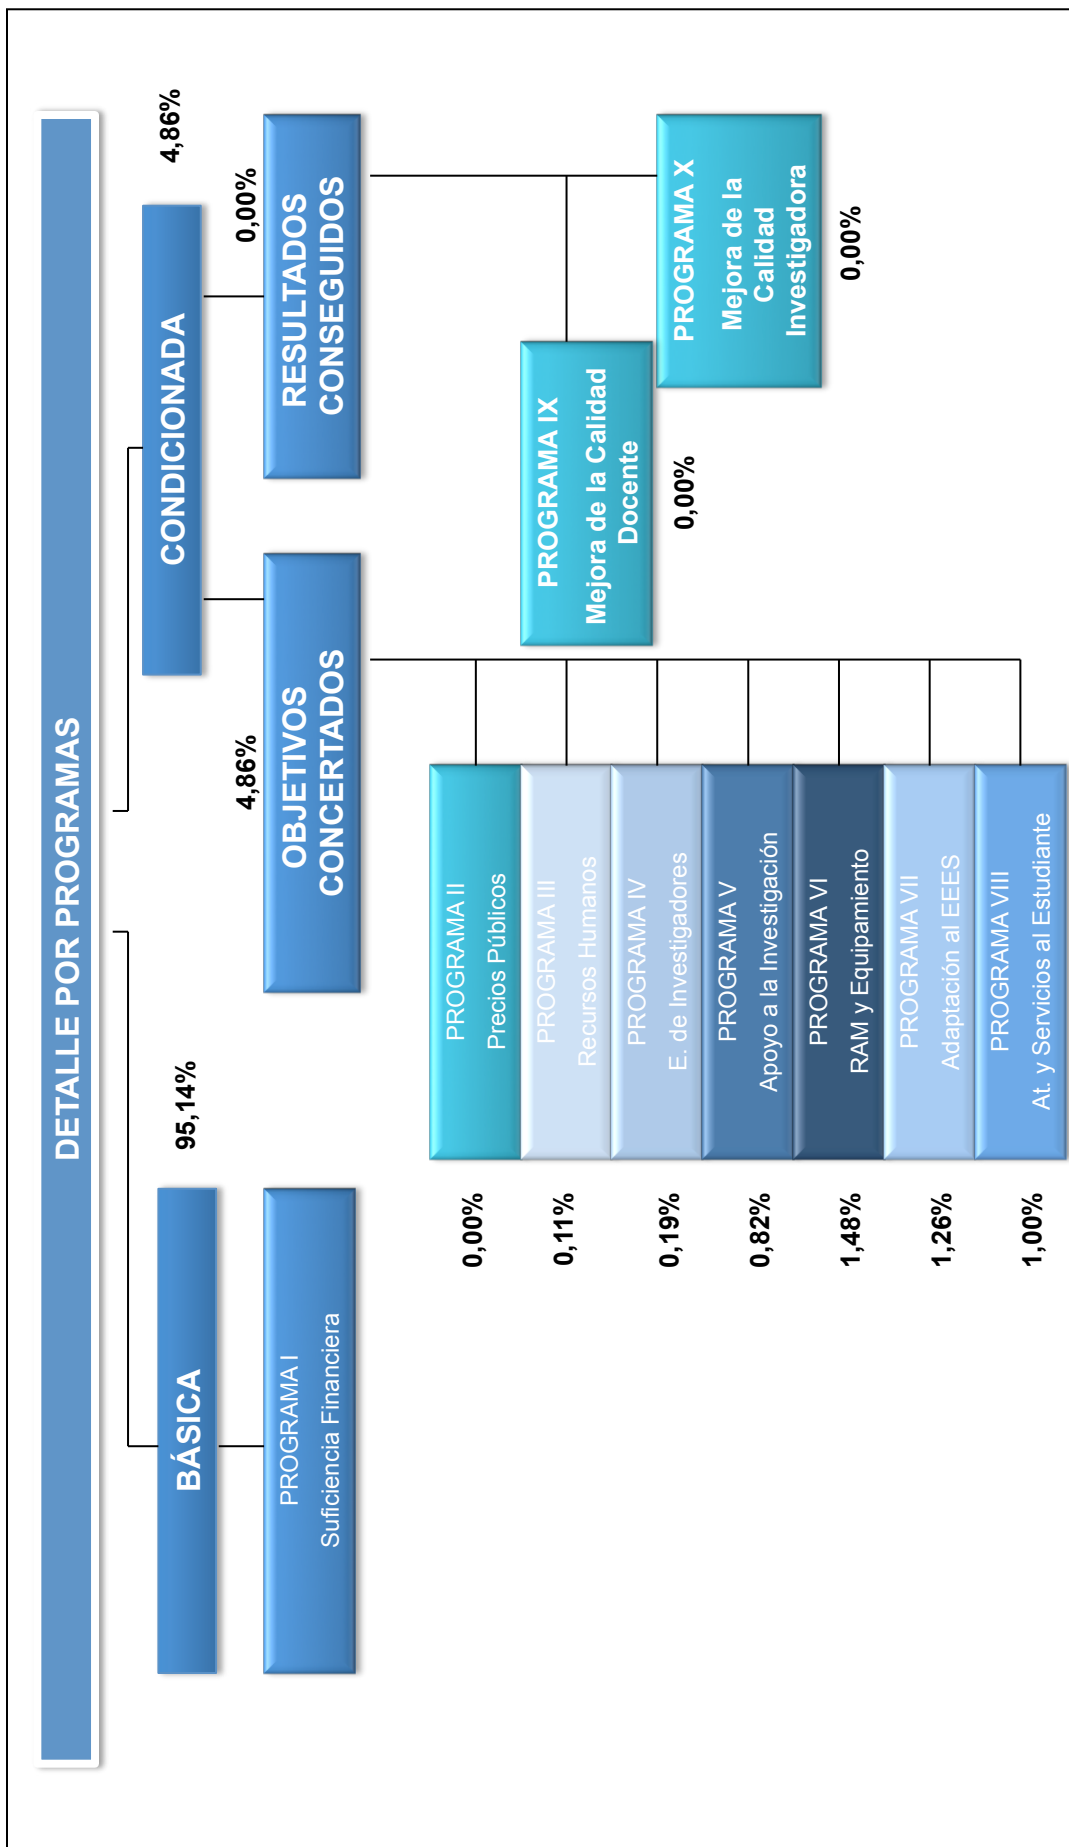 DETALLE POR PROGRAMAS
BÁSICA
95,14%
PROGRAMA I
Suficiencia Financiera
CONDICIONADA
4,86%
4,86%
OBJETIVOS
CONCERTADOS
0,00%
RESULTADOS
CONSEGUIDOS
0,00%
PROGRAMA II
Precios Públicos
0,11%
PROGRAMA III
Recursos Humanos
0,19%
PROGRAMA IV
E. de Investigadores
0,82%
PROGRAMA V
Apoyo a la Investigación
1,48%
PROGRAMA VI
RAM y Equipamiento
1,26%
PROGRAMA VII
Adaptación al EEES
1,00%
PROGRAMA VIII
At. y Servicios al Estudiante
PROGRAMA IX
Mejora de la Calidad
Docente
0,00%
PROGRAMA X
Mejora de la
Calidad
Investigadora
0,00%